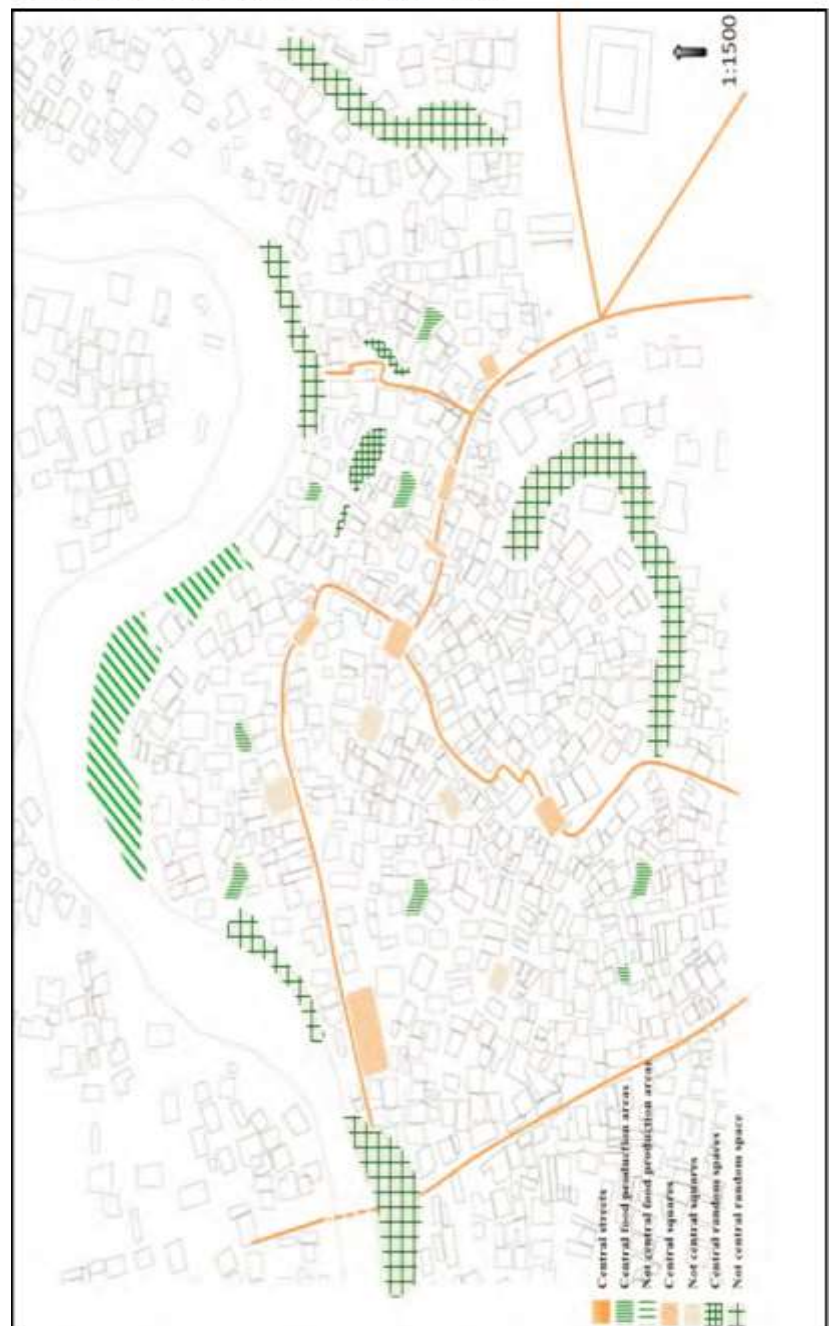 1:1500
Central streets
Central food production areas
Not central food production areas
Central squares
Not central squares
Central random spares
Not central random space